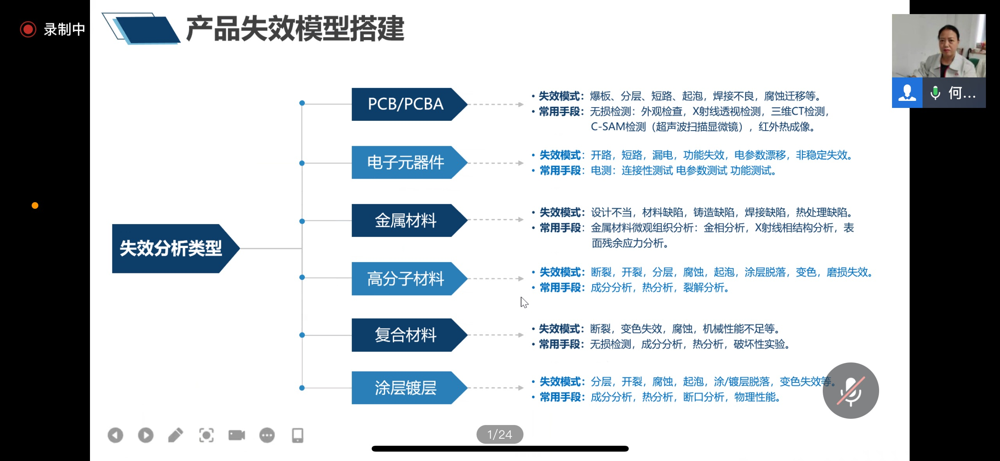 录制中
产品失效模型搭建
何...
失效分析类型
PCB/PCBA
• 失效模式：爆板、分层、短路、起泡，焊接不良，腐蚀迁移等。
• 常用手段：无损检测：外观检查，X射线透视检测，三维CT检测，
C-SAM检测（超声波扫描显微镜），红外热成像。
电子元器件
• 失效模式：开路，短路，漏电，功能失效，电参数漂移，非稳定失效。
• 常用手段：电测：连接性测试 电参数测试 功能测试。
金属材料
• 失效模式：设计不当，材料缺陷，铸造缺陷，焊接缺陷，热处理缺陷。
• 常用手段：金属材料微观组织分析：金相分析，X射线相结构分析，表
面残余应力分析。
高分子材料
• 失效模式：断裂，开裂，分层，腐蚀，起泡，涂层脱落，变色，磨损失效。
• 常用手段：成分分析，热分析，裂解分析。
复合材料
• 失效模式：断裂，变色失效，腐蚀，机械性能不足等。
• 常用手段：无损检测，成分分析，热分析，破坏性实验。
涂层镀层
• 失效模式：分层，开裂，腐蚀，起泡，涂/镀层脱落，变色失效等。
• 常用手段：成分分析，热分析，断口分析，物理性能。
1/24